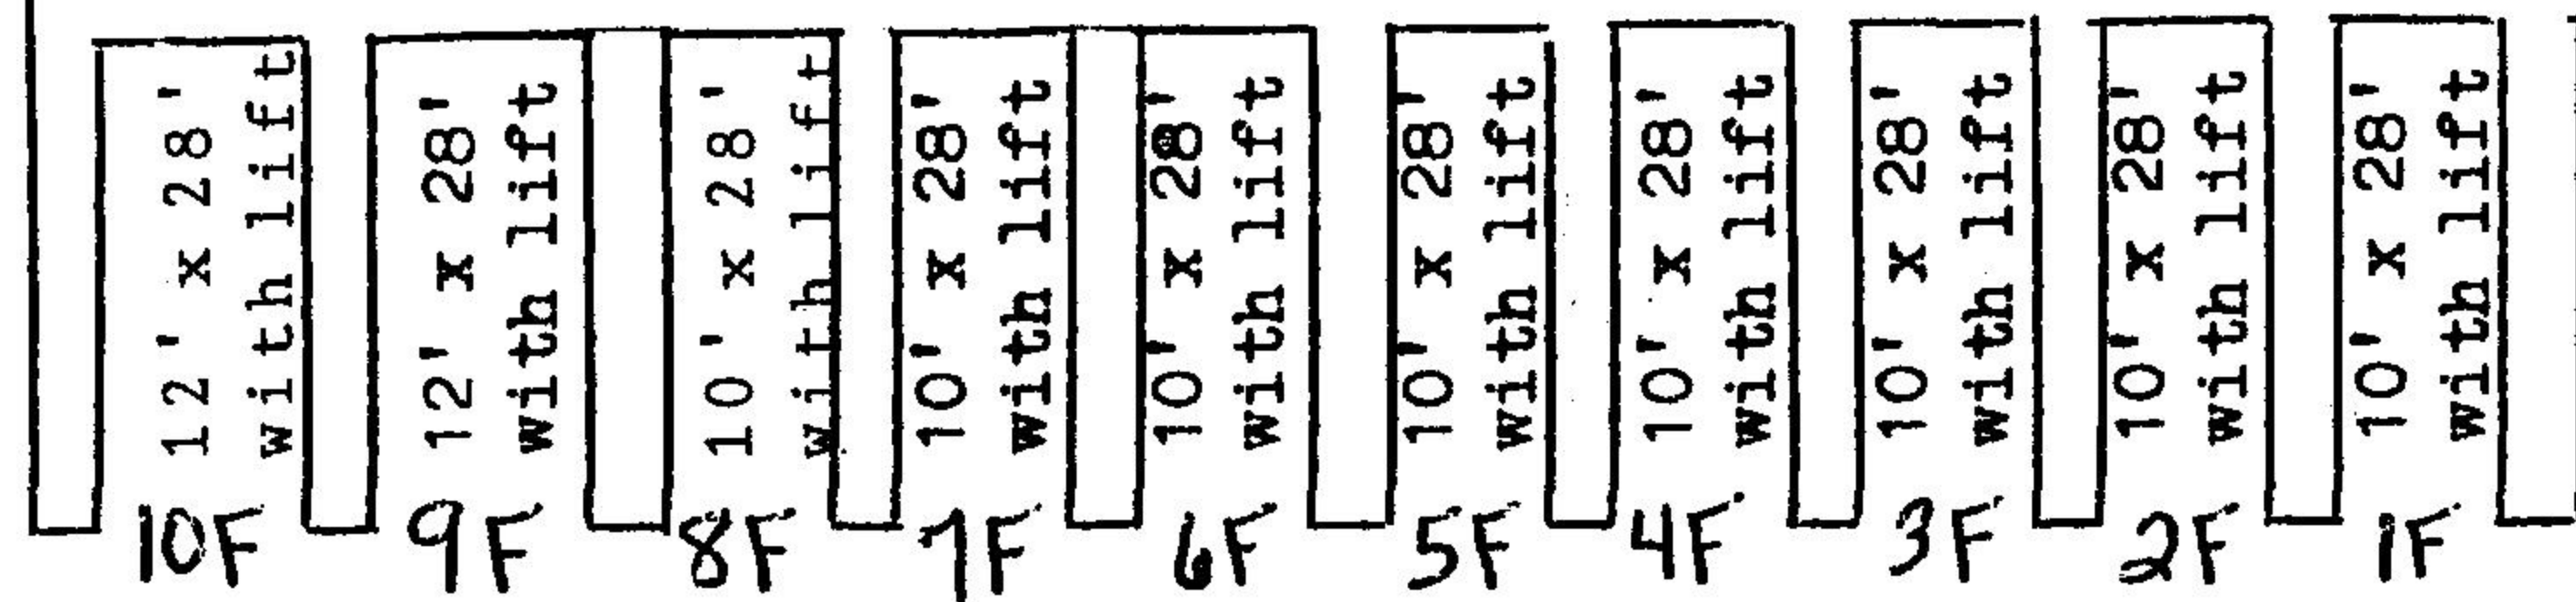 12' x 28'
with lift
12' x 28'
with lift
10' x 28'
with lift
10' x 28'
with lift
10' x 28'
with lift
10' x 28'
with lift
10' x 28'
with lift
10' x 28'
with lift
10' x 28'
with lift
10' x 28'
with lift
10F 9F 8F 7F 6F 5F 4F 3F 2F 1F